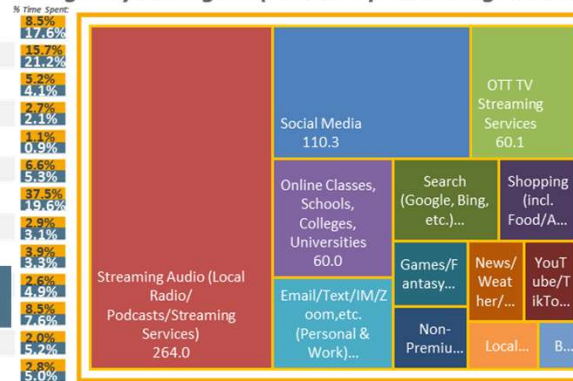 % Time Spent:
8.5%
17.6%
15.7%
21.2%
5.2%
4.1%
2.7%
2.1%
1.1%
0.9%
6.6%
5.3%
37.5%
19.6%
2.9%
3.1%
3.9%
3.3%
2.6%
4.9%
8.5%
7.6%
2.0%
5.2%
2.8%
5.0%
Streaming Audio (Local
Radio/
Podcasts/Streaming
Services)
264.0
Social Media
110.3
OTT TV
Streaming
Services
60.1
Online Classes,
Schools,
Colleges,
Universities
60.0
Search
(Google, Bing,
etc.)...
Shopping
(incl.
Food/A...
Email/Text/IM/Z
oom,etc.
(Personal &
Work)...
Games/F
antasy...
News/
Weat
her/...
YouT
ube/T
ikTo...
Non-
Premiu...
Local...
B...